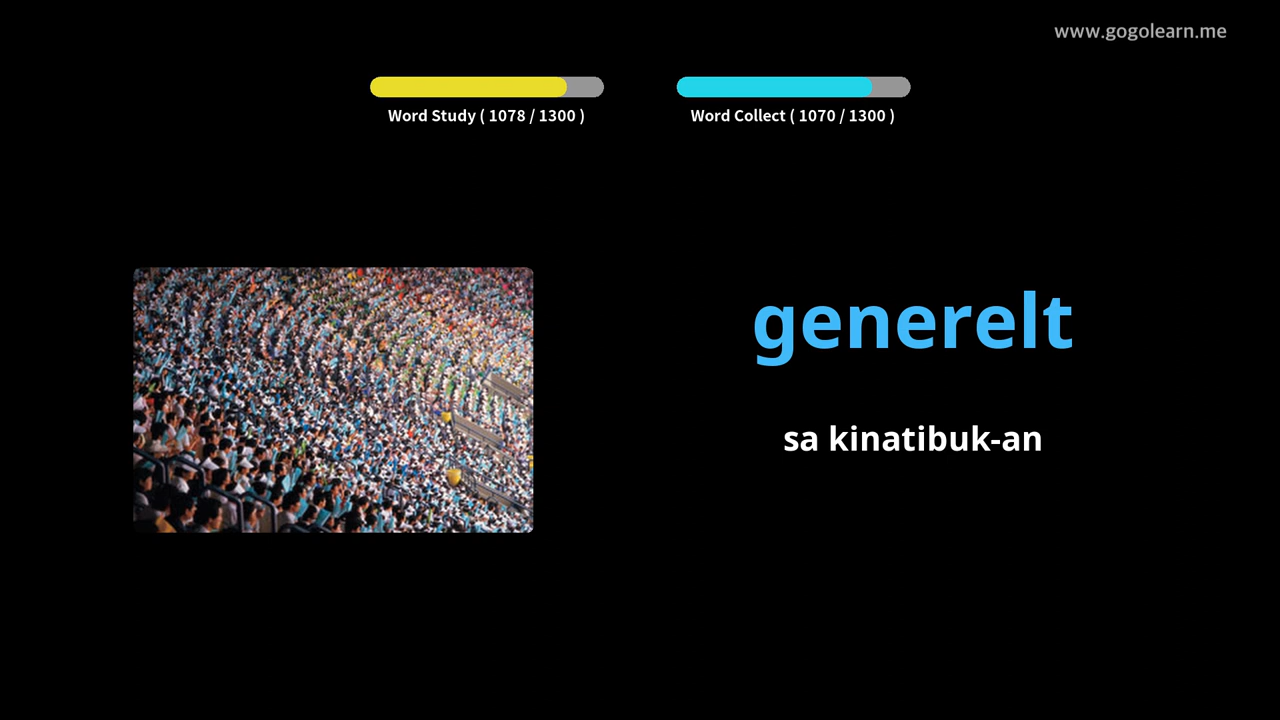 www.gogolearn.me
Word Study ( 1078 / 1300 )
Word Collect ( 1070 / 1300 )
generelt
sa kinatibuk-an